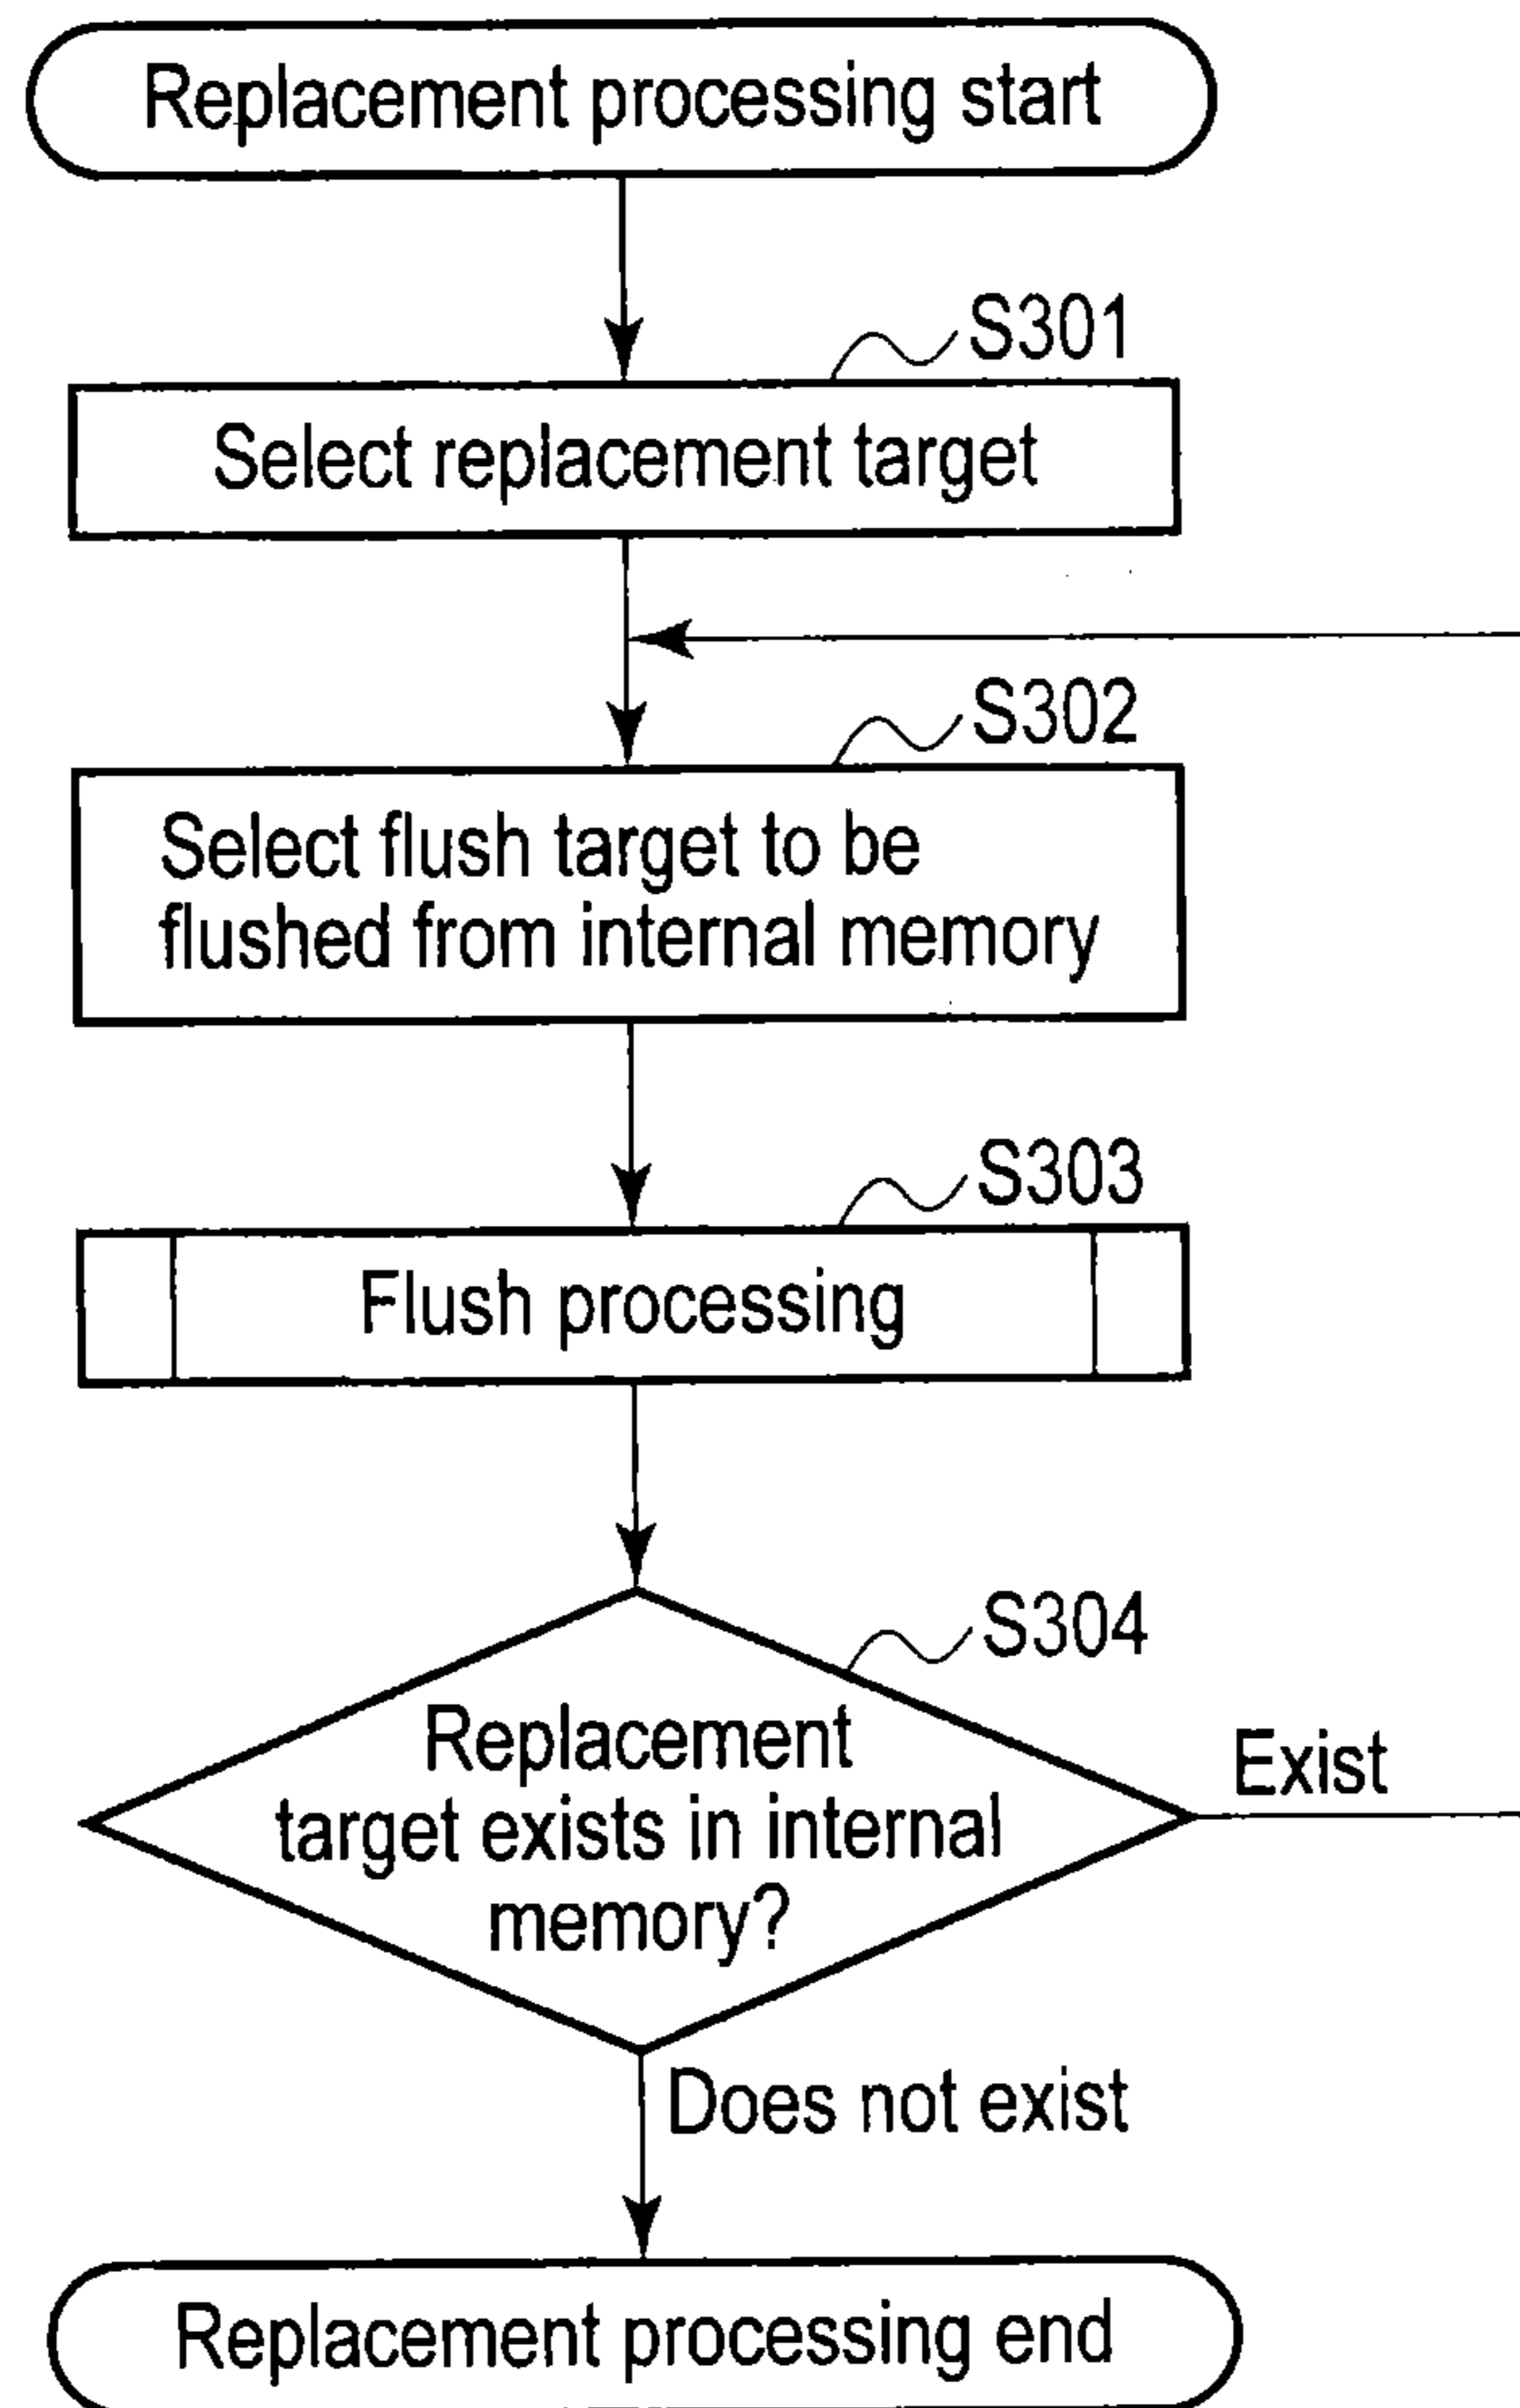 Replacement processing start
S301
Select replacement target
S302
Select flush target to be
flushed from internal memory
S303
Flush processing
S304
Replacement
target exists in internal
memory?
Exist
Does not exist
Replacement processing end